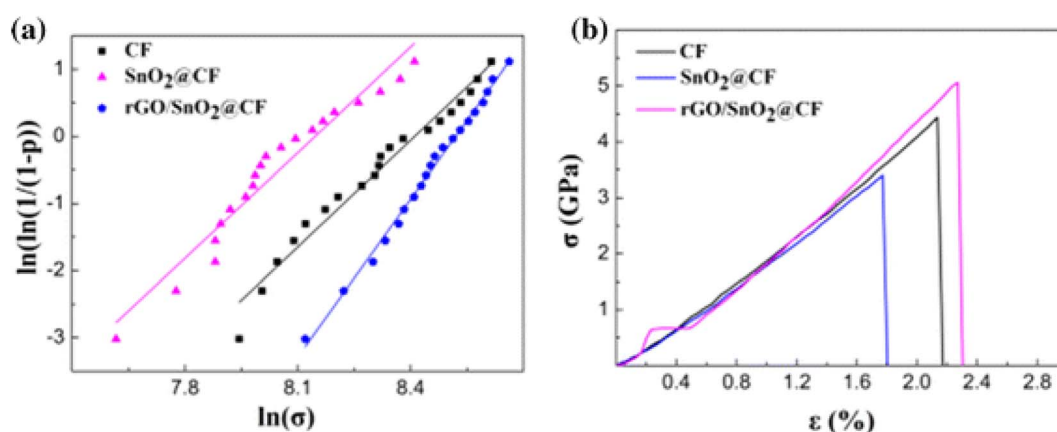 (a)
CF
SnO₂@CF
rGO/SnO₂@CF
ln(ln(1/(1-p))
1
0
-1
-2
-3
7.8 8.1 8.4
ln(σ)
(b)
CF
SnO₂@CF
rGO/SnO₂@CF
σ (GPa)
5
4
3
2
1
0.4 0.8 1.2 1.6 2.0 2.4 2.8
ε (%)